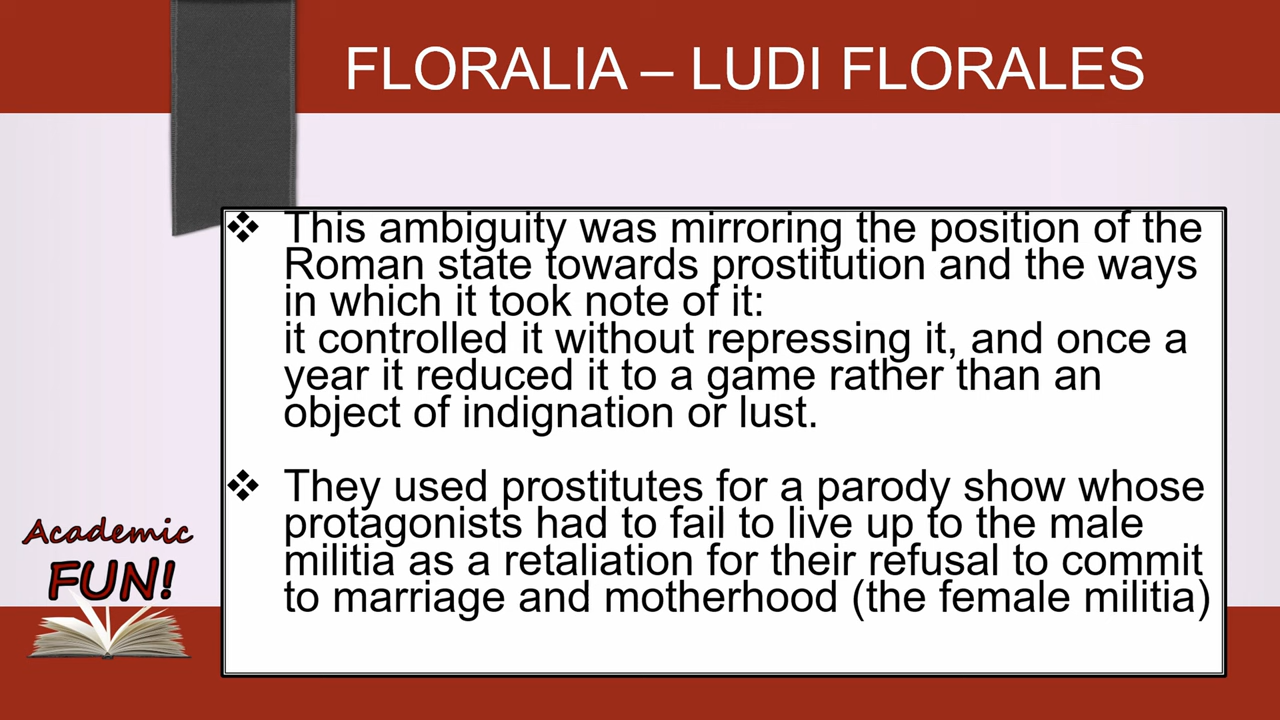 FLORALIA – LUDI FLORALES
❖ This ambiguity was mirroring the position of the
Roman state towards prostitution and the ways
in which it took note of it:
it controlled it without repressing it, and once a
year it reduced it to a game rather than an
object of indignation or lust.
❖ They used prostitutes for a parody show whose
protagonists had to fail to live up to the male
militia as a retaliation for their refusal to commit
to marriage and motherhood (the female militia)
Academic
FUN!